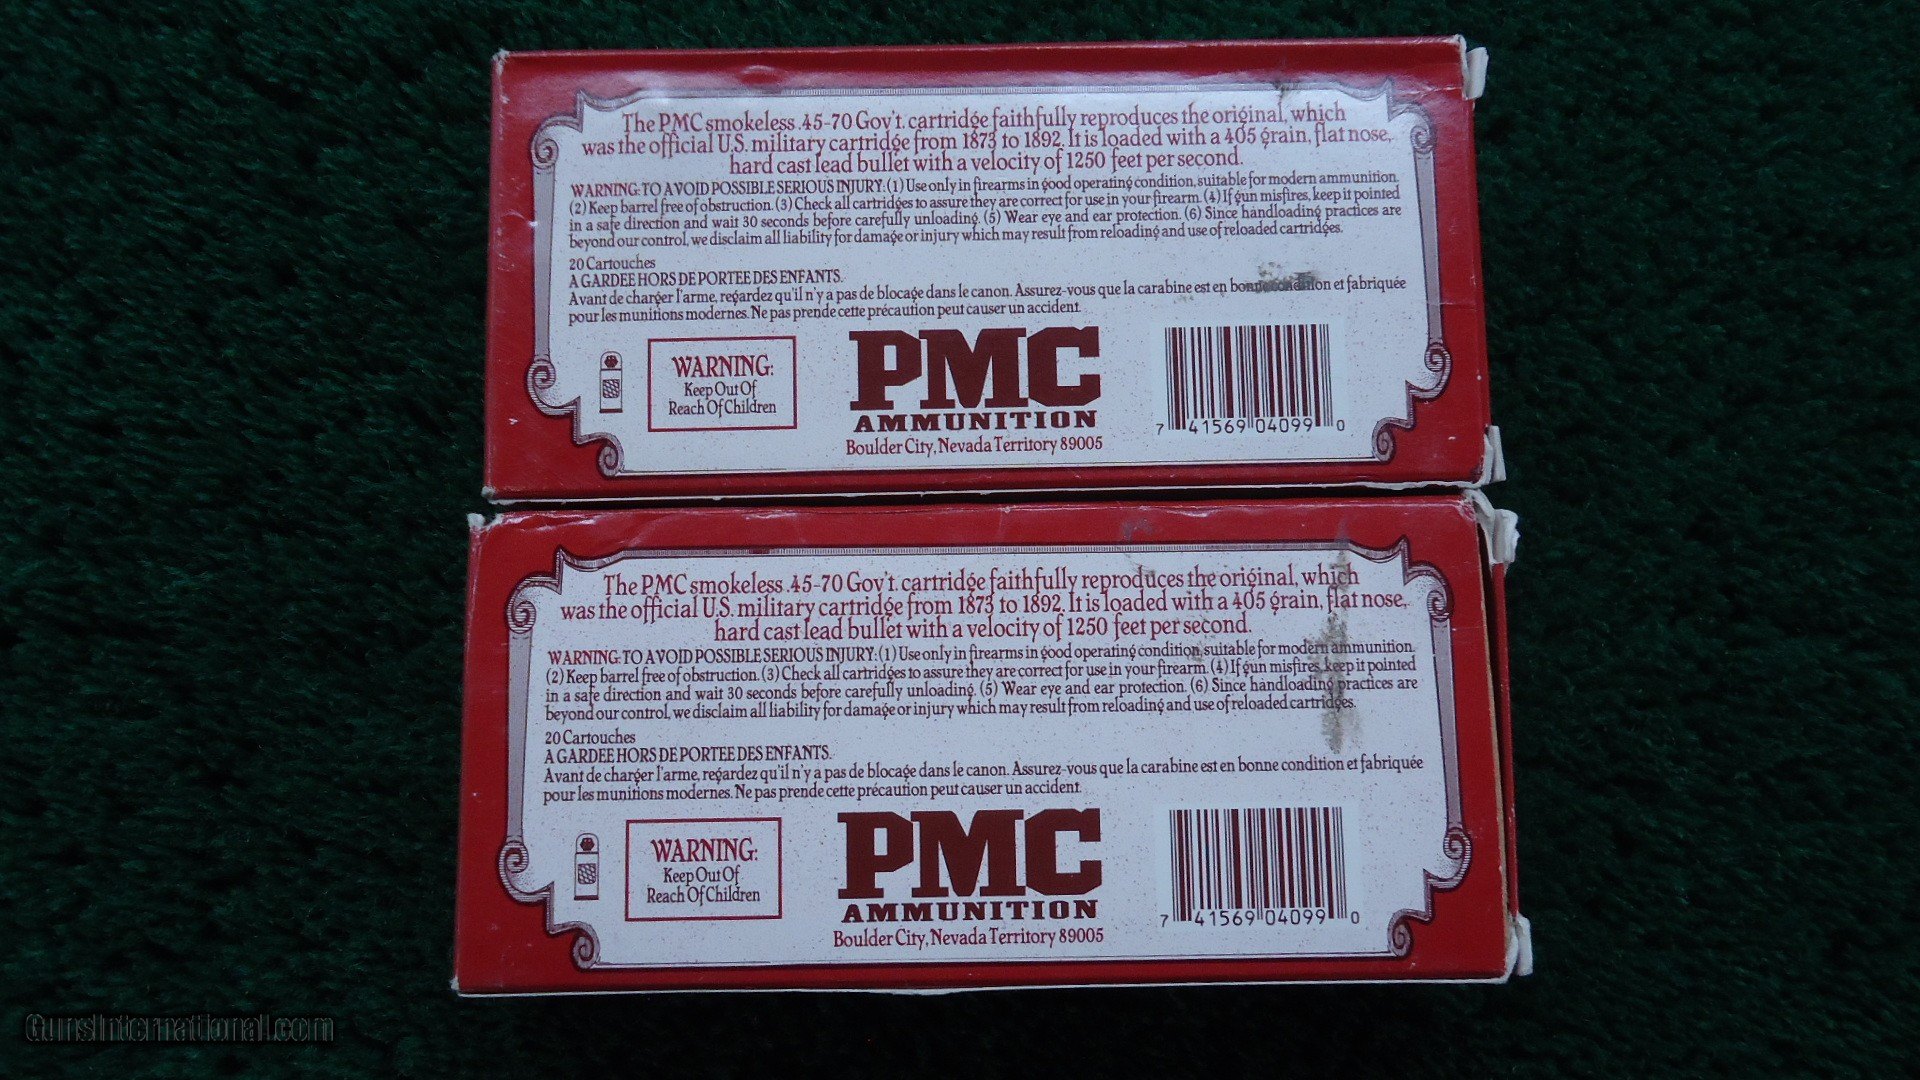 The PMC smokeless .45-70 Gov't. cartridge faithfully reproduces the original, which
was the official U.S. military cartridge from 1873 to 1892. It is loaded with a 405 grain, flat nose,
hard cast lead bullet with a velocity of 1250 feet per second.
WARNING: TO AVOID POSSIBLE SERIOUS INJURY: (1) Use only in firearms in good operating condition, suitable for modern ammunition.
(2) Keep barrel free of obstruction. (3) Check all cartridges to assure they are correct for use in your firearm. (4) If gun misfires, keep it pointed
in a safe direction and wait 30 seconds before carefully unloading. (5) Wear eye and ear protection. (6) Since handloading practices are
beyond our control, we disclaim all liability for damage or injury which may result from reloading and use of reloaded cartridges.
20 Cartouches
A GARDEE HORS DE PORTEE DES ENFANTS.
Avant de charger l'arme, regardez qu'il n'y a pas de blocage dans le canon. Assurez-vous que la carabine est en bonne condition et fabriquée
pour les munitions modernes. Ne pas prende cette précaution peut causer un accident.
WARNING:
Keep Out Of
Reach Of Children
PMC
AMMUNITION
Boulder City, Nevada Territory 89005
7 41569 04099 0
The PMC smokeless .45-70 Gov't. cartridge faithfully reproduces the original, which
was the official U.S. military cartridge from 1873 to 1892. It is loaded with a 405 grain, flat nose,
hard cast lead bullet with a velocity of 1250 feet per second.
WARNING: TO AVOID POSSIBLE SERIOUS INJURY: (1) Use only in firearms in good operating condition, suitable for modern ammunition.
(2) Keep barrel free of obstruction. (3) Check all cartridges to assure they are correct for use in your firearm. (4) If gun misfires, keep it pointed
in a safe direction and wait 30 seconds before carefully unloading. (5) Wear eye and ear protection. (6) Since handloading practices are
beyond our control, we disclaim all liability for damage or injury which may result from reloading and use of reloaded cartridges.
20 Cartouches
A GARDEE HORS DE PORTEE DES ENFANTS.
Avant de charger l'arme, regardez qu'il n'y a pas de blocage dans le canon. Assurez-vous que la carabine est en bonne condition et fabriquée
pour les munitions modernes. Ne pas prende cette précaution peut causer un accident.
WARNING:
Keep Out Of
Reach Of Children
PMC
AMMUNITION
Boulder City, Nevada Territory 89005
7 41569 04099 0
GunsInternational.com